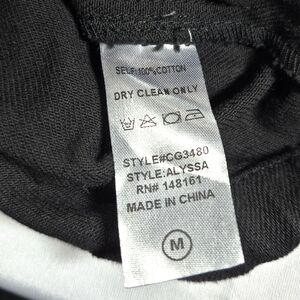 SELF:100%COTTON
DRY CLEAN ONLY
STYLE#CG3480
STYLE:ALYSSA
RN# 148161
MADE IN CHINA
M